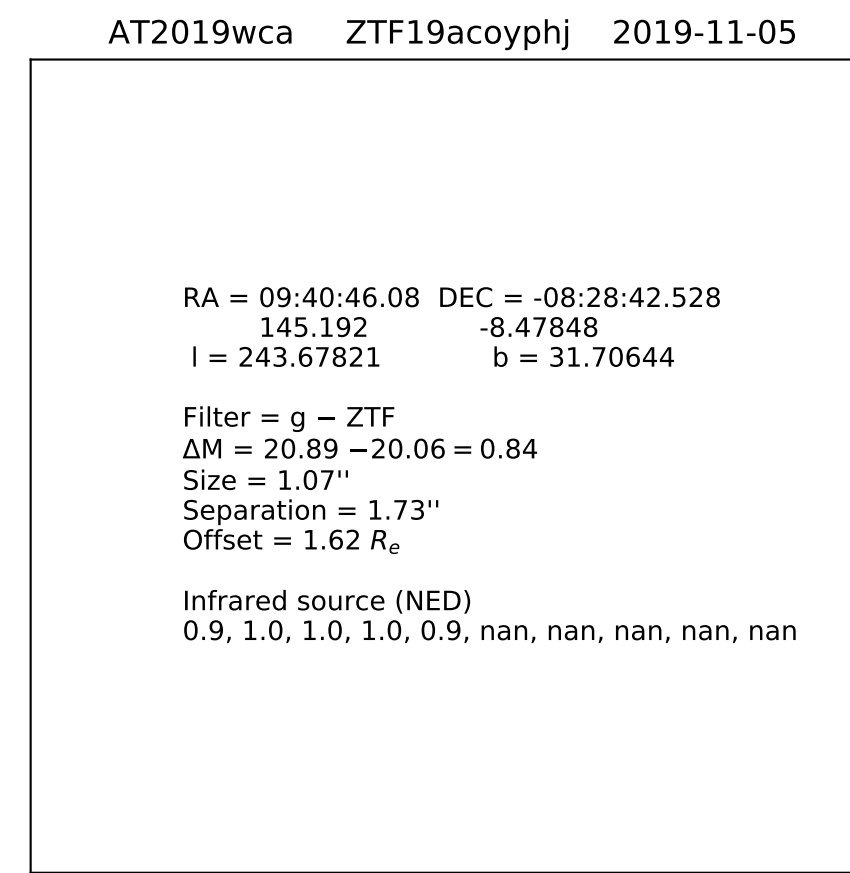 AT2019wca ZTF19acoyphj 2019-11-05
RA = 09:40:46.08 DEC = -08:28:42.528
145.192 -8.47848
l = 243.67821 b = 31.70644
Filter = g − ZTF
ΔM = 20.89 −20.06 = 0.84
Size = 1.07''
Separation = 1.73''
Offset = 1.62 Re
Infrared source (NED)
0.9, 1.0, 1.0, 1.0, 0.9, nan, nan, nan, nan, nan